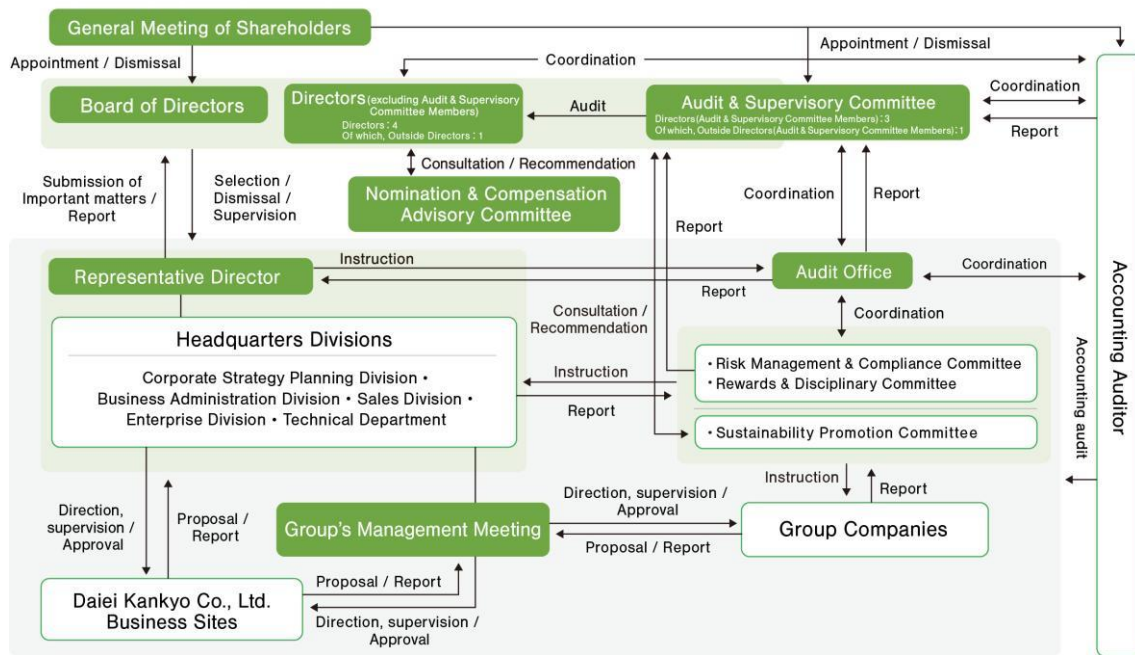 General Meeting of Shareholders
Appointment / Dismissal
Appointment / Dismissal
Coordination
Board of Directors
Directors (excluding Audit & Supervisory
Committee Members)
Directors : 4
Of which, Outside Directors : 1
Audit
Audit & Supervisory Committee
Directors(Audit & Supervisory Committee Members) : 3
Of which, Outside Directors(Audit & Supervisory Committee Members) : 1
Coordination
Report
Consultation / Recommendation
Nomination & Compensation
Advisory Committee
Submission of
Important matters /
Report
Selection /
Dismissal /
Supervision
Coordination
Report
Report
Representative Director
Instruction
Report
Audit Office
Coordination
Accounting Auditor
Headquarters Divisions
Corporate Strategy Planning Division・
Business Administration Division・Sales Division・
Enterprise Division・Technical Department
Consultation /
Recommendation
Coordination
Instruction
Report
・Risk Management & Compliance Committee
・Rewards & Disciplinary Committee
・Sustainability Promotion Committee
Accounting audit
Instruction
Report
Direction,
supervision /
Approval
Proposal /
Report
Group's Management Meeting
Direction, supervision /
Approval
Proposal / Report
Group Companies
Daiei Kankyo Co., Ltd.
Business Sites
Proposal / Report
Direction, supervision /
Approval